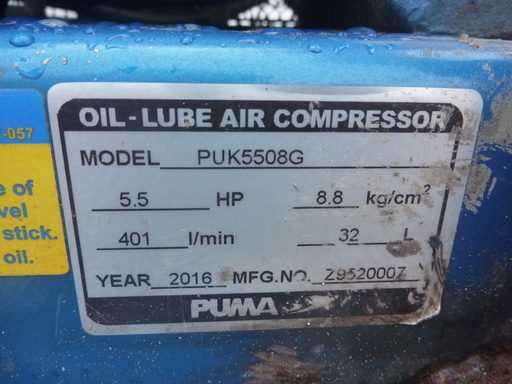 OIL-LUBE AIR COMPRESSOR
MODEL PUK5508G
5.5 HP 8.8 kg/cm²
401 l/min 32 L
YEAR 2016 MFG.NO. Z9520007
PUMA
-057
e of
vel
stick.
oil.